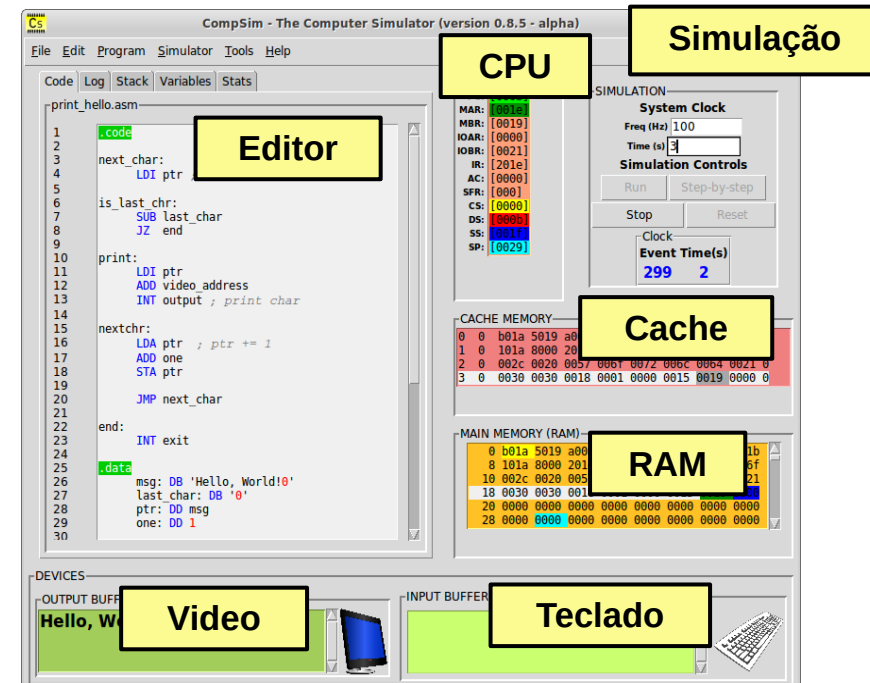 Cs CompSim - The Computer Simulator (version 0.8.5 - alpha)
Simulação
File Edit Program Simulator Tools Help
CPU
Code Log Stack Variables Stats
print_hello.asm
Editor
1 .code
2
3 next_char:
4 LDI ptr ;
5
6 is_last_chr:
7 SUB last_char
8 JZ end
9
10 print:
11 LDI ptr
12 ADD video_address
13 INT output ; print char
14
15 nextchr:
16 LDA ptr ; ptr += 1
17 ADD one
18 STA ptr
19
20 JMP next_char
21
22 end:
23 INT exit
24
25 .data
26 msg: DB 'Hello, World!0'
27 last_char: DB '0'
28 ptr: DD msg
29 one: DD 1
30
MAR: [001e]
MBR: [0019]
IOAR: [0000]
IOBR: [0021]
IR: [201e]
AC: [0000]
SFR: [000]
CS: [0000]
DS: [000b]
SS: [001f]
SP: [0029]
SIMULATION
System Clock
Freq (Hz) 100
Time (s) 3
Simulation Controls
Run Step-by-step
Stop Reset
Clock
Event Time(s)
299 2
CACHE MEMORY
Cache
0 0 b01a 5019
1 0 101a 8000
2 0 002c 0020 0057 006f 0072 006c 0064 0021 0
3 0 0030 0030 0018 0001 0000 0015 0019 0000 0
MAIN MEMORY (RAM)
RAM
0 b01a 5019
8 101a 8000
10 002c 0020
18 0030 0030
20 0000 0000 0000 0000 0000 0000 0000 0000
28 0000 0000 0000 0000 0000 0000 0000 0000
DEVICES
OUTPUT
Video
Hello,
INPUT BUFFER
Teclado